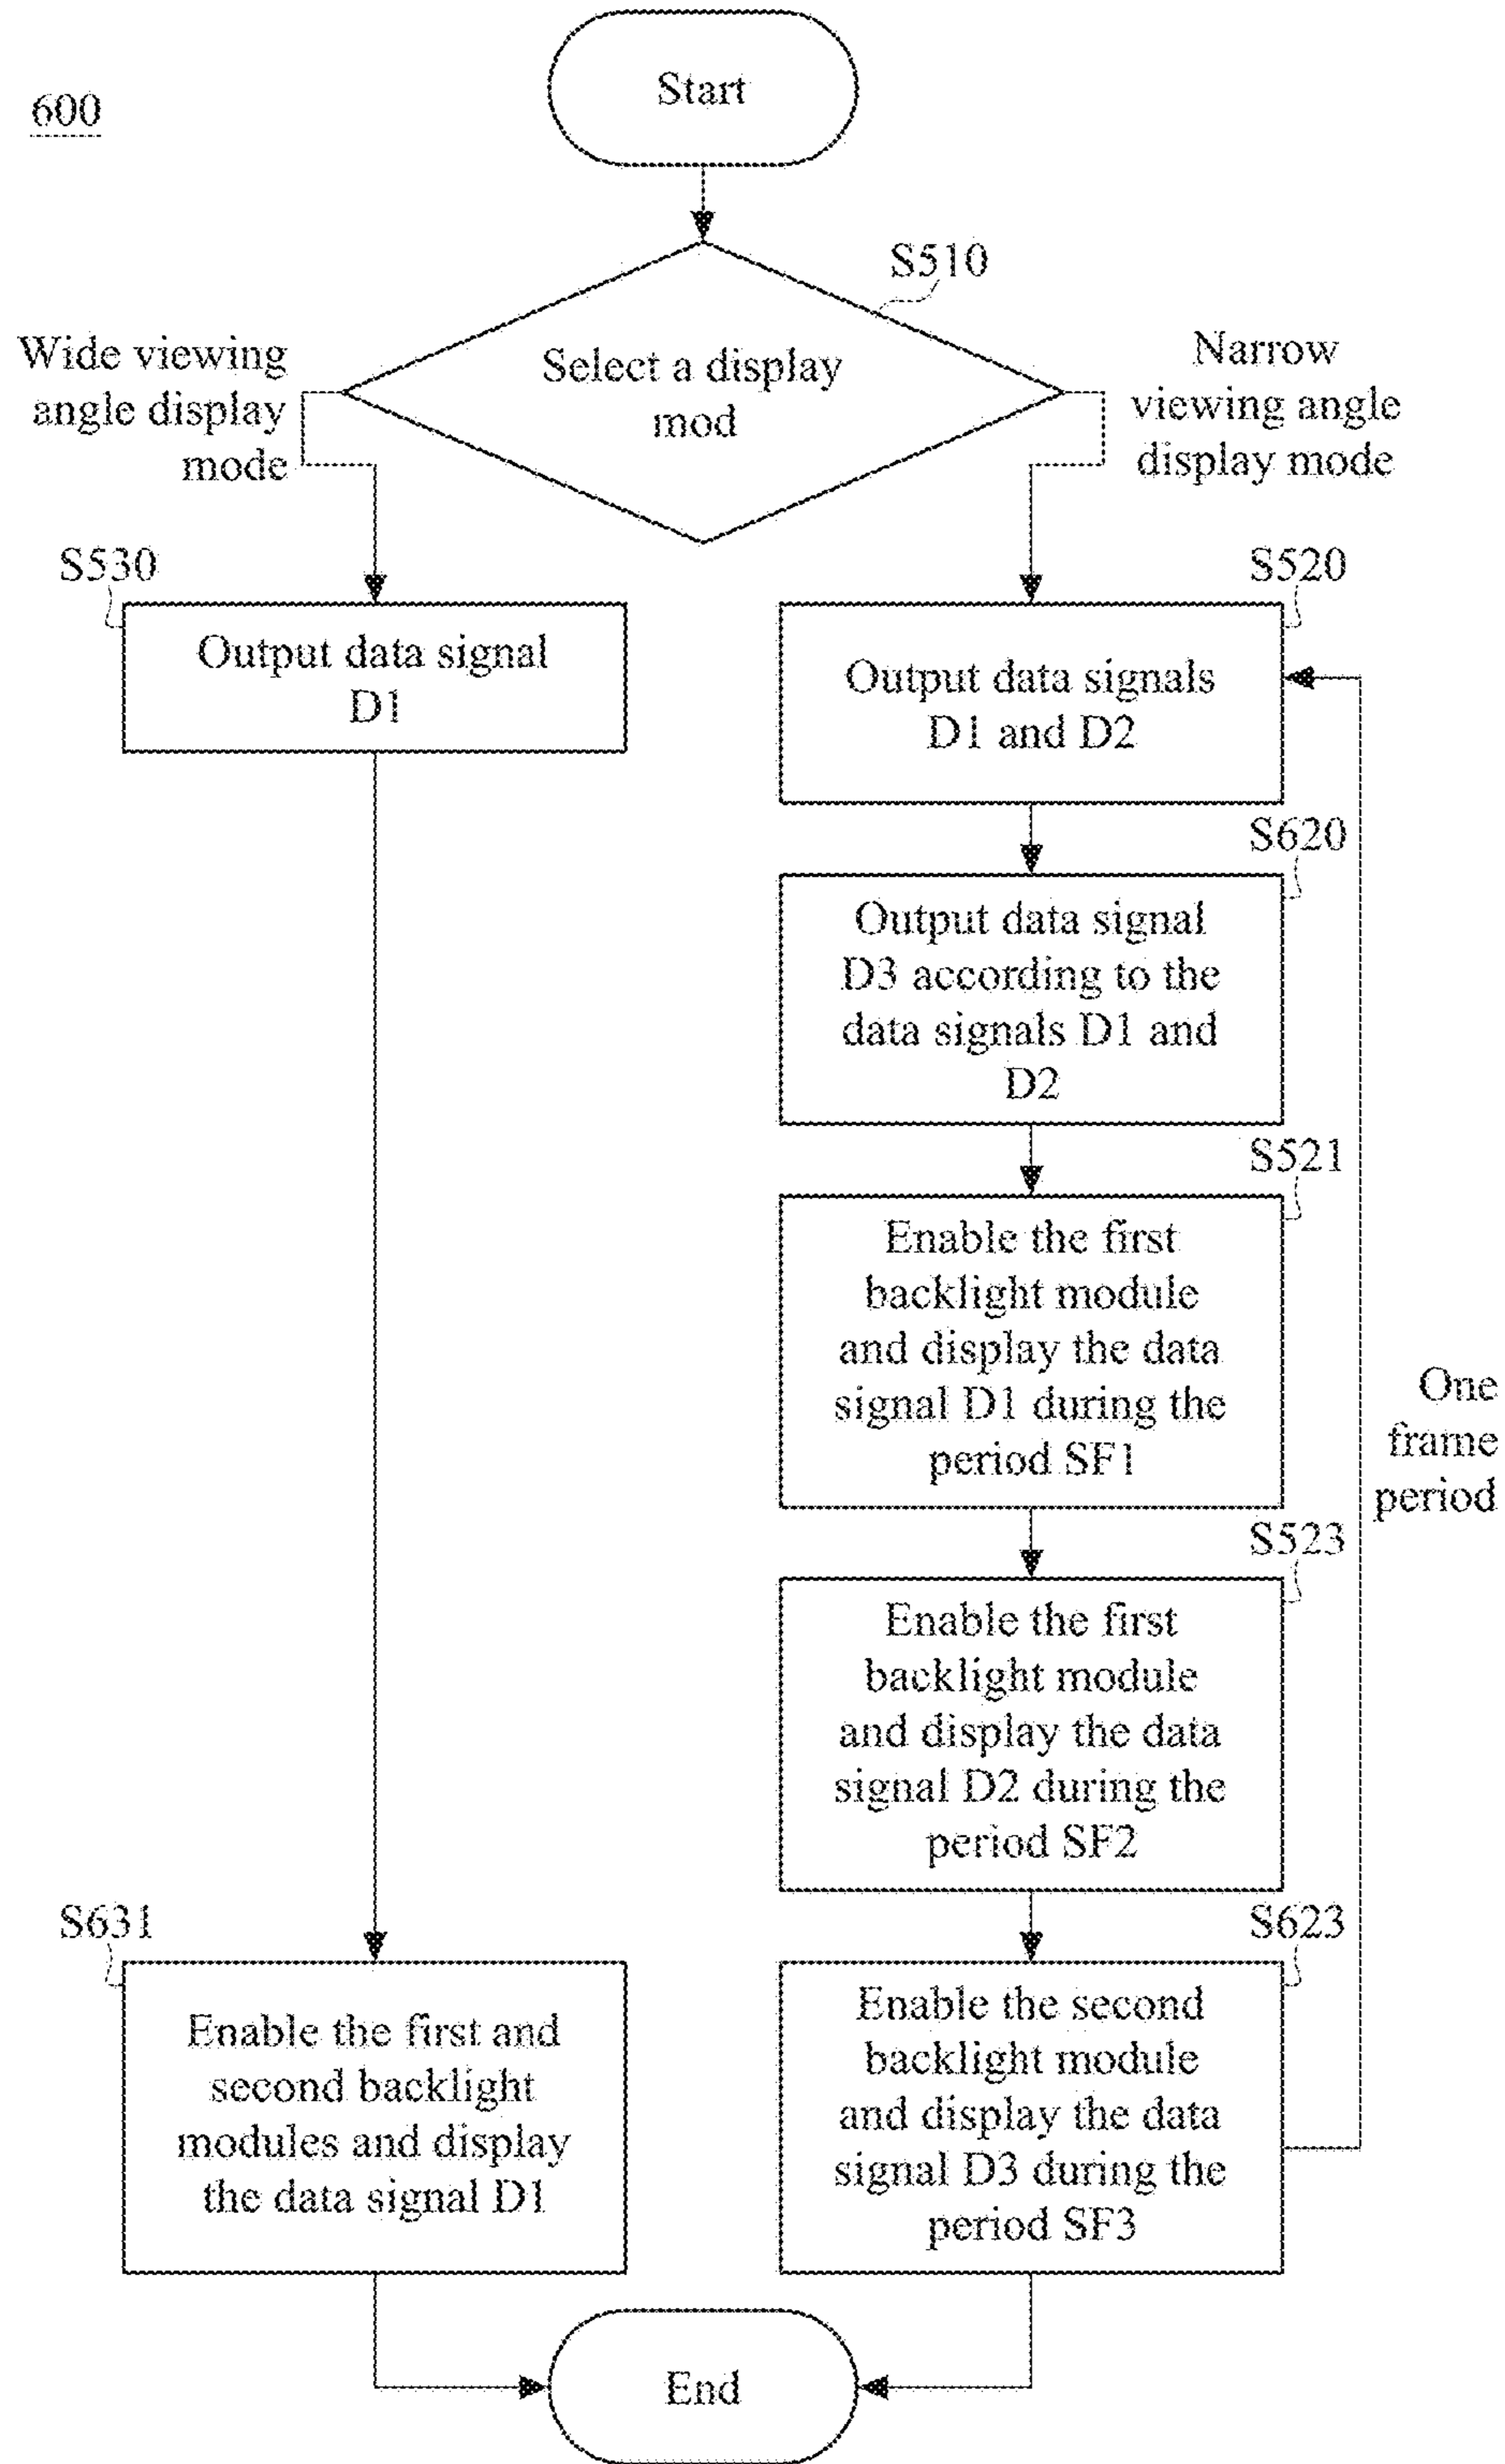 Start
600
S510
Wide viewing
angle display
mode
Select a display
mod
Narrow
viewing angle
display mode
S530
Output data signal
D1
S520
Output data signals
D1 and D2
S620
Output data signal
D3 according to the
data signals D1 and
D2
S521
Enable the first
backlight module
and display the data
signal D1 during the
period SF1
One
frame
period
S523
Enable the first
backlight module
and display the data
signal D2 during the
period SF2
S631
Enable the first and
second backlight
modules and display
the data signal D1
S623
Enable the second
backlight module
and display the data
signal D3 during the
period SF3
End